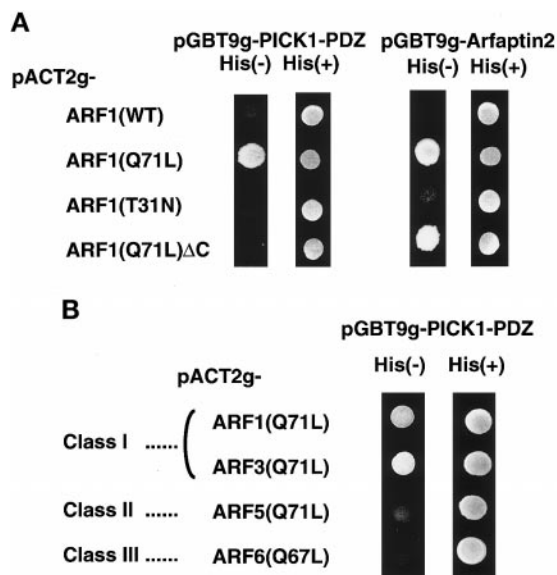 A
pGBT9g-PICK1-PDZ pGBT9g-Arfaptin2
His(-) His(+) His(-) His(+)
pACT2g-
ARF1(WT)
ARF1(Q71L)
ARF1(T31N)
ARF1(Q71L)ΔC
B
pGBT9g-PICK1-PDZ
His(-) His(+)
pACT2g-
ARF1(Q71L)
Class I ......
ARF3(Q71L)
Class II ...... ARF5(Q71L)
Class III ...... ARF6(Q67L)